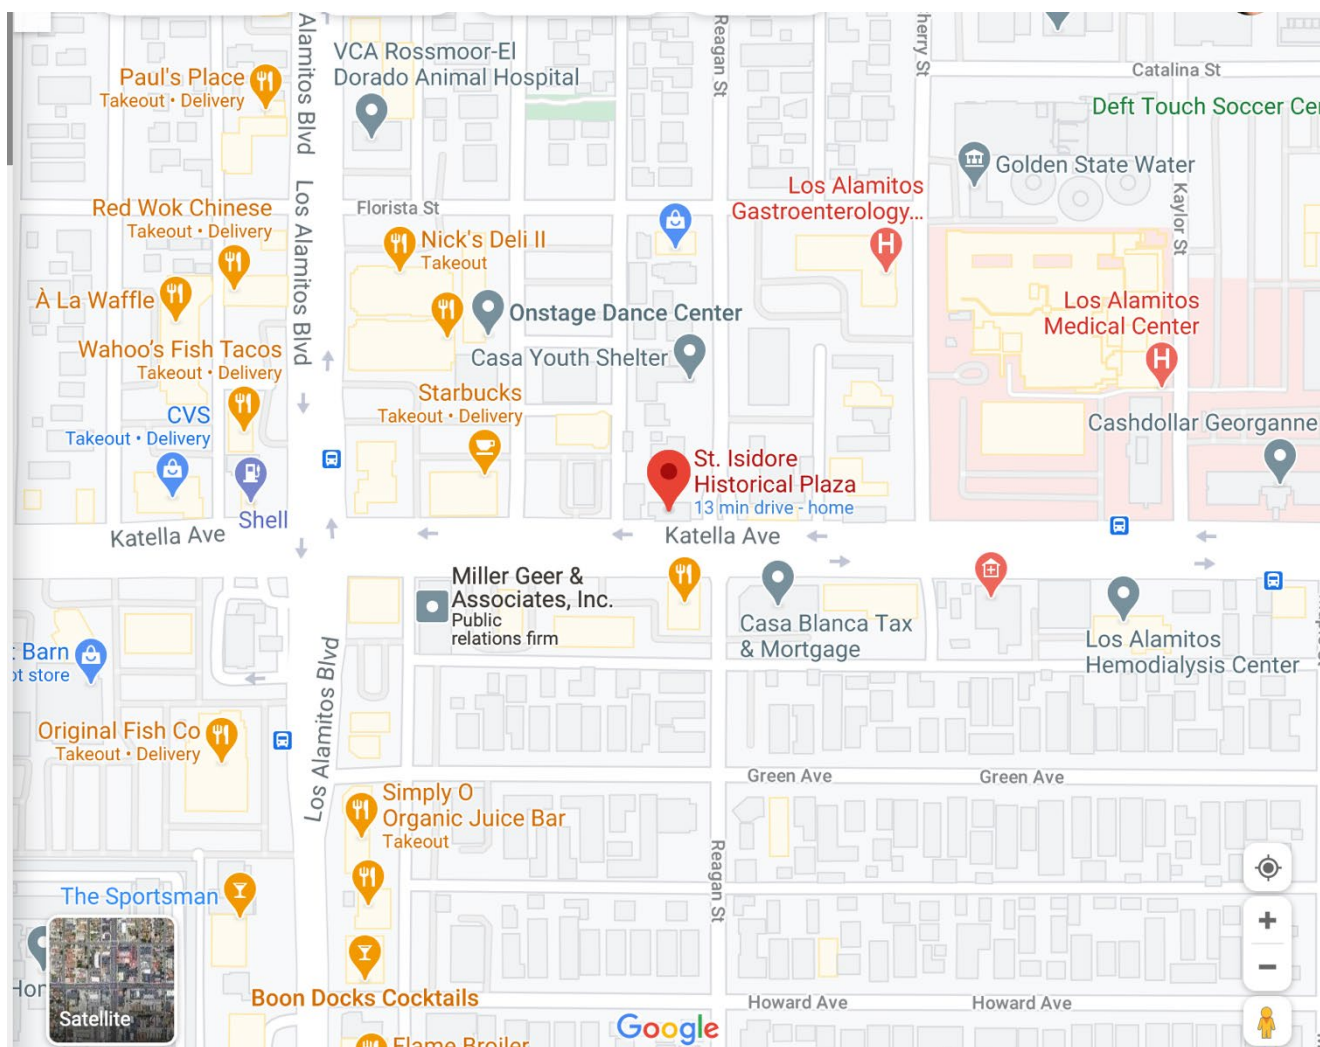 Alamitos Blvd
VCA Rossmoor-El
Dorado Animal Hospital
Reagan St
herry St
Catalina St
Paul's Place
Takeout • Delivery
Deft Touch Soccer Cer
Golden State Water
Los Alamitos Blvd
Kaylor St
Los Alamitos
Gastroenterology...
Red Wok Chinese
Takeout • Delivery
Florista St
Nick's Deli II
Takeout
À La Waffle
Onstage Dance Center
Los Alamitos
Medical Center
Wahoo's Fish Tacos
Takeout • Delivery
Casa Youth Shelter
Starbucks
Takeout • Delivery
CVS
Takeout • Delivery
Cashdollar Georganne
St. Isidore
Historical Plaza
13 min drive - home
Shell
Katella Ave
Katella Ave
Miller Geer &
Associates, Inc.
Public
relations firm
Casa Blanca Tax
& Mortgage
Los Alamitos
Hemodialysis Center
Los Alamitos Blvd
: Barn
ot store
Original Fish Co
Takeout • Delivery
Green Ave
Green Ave
Simply O
Organic Juice Bar
Takeout
Reagan St
The Sportsman
Hor
Boon Docks Cocktails
Howard Ave
Howard Ave
Satellite
Google
Flame Broiler